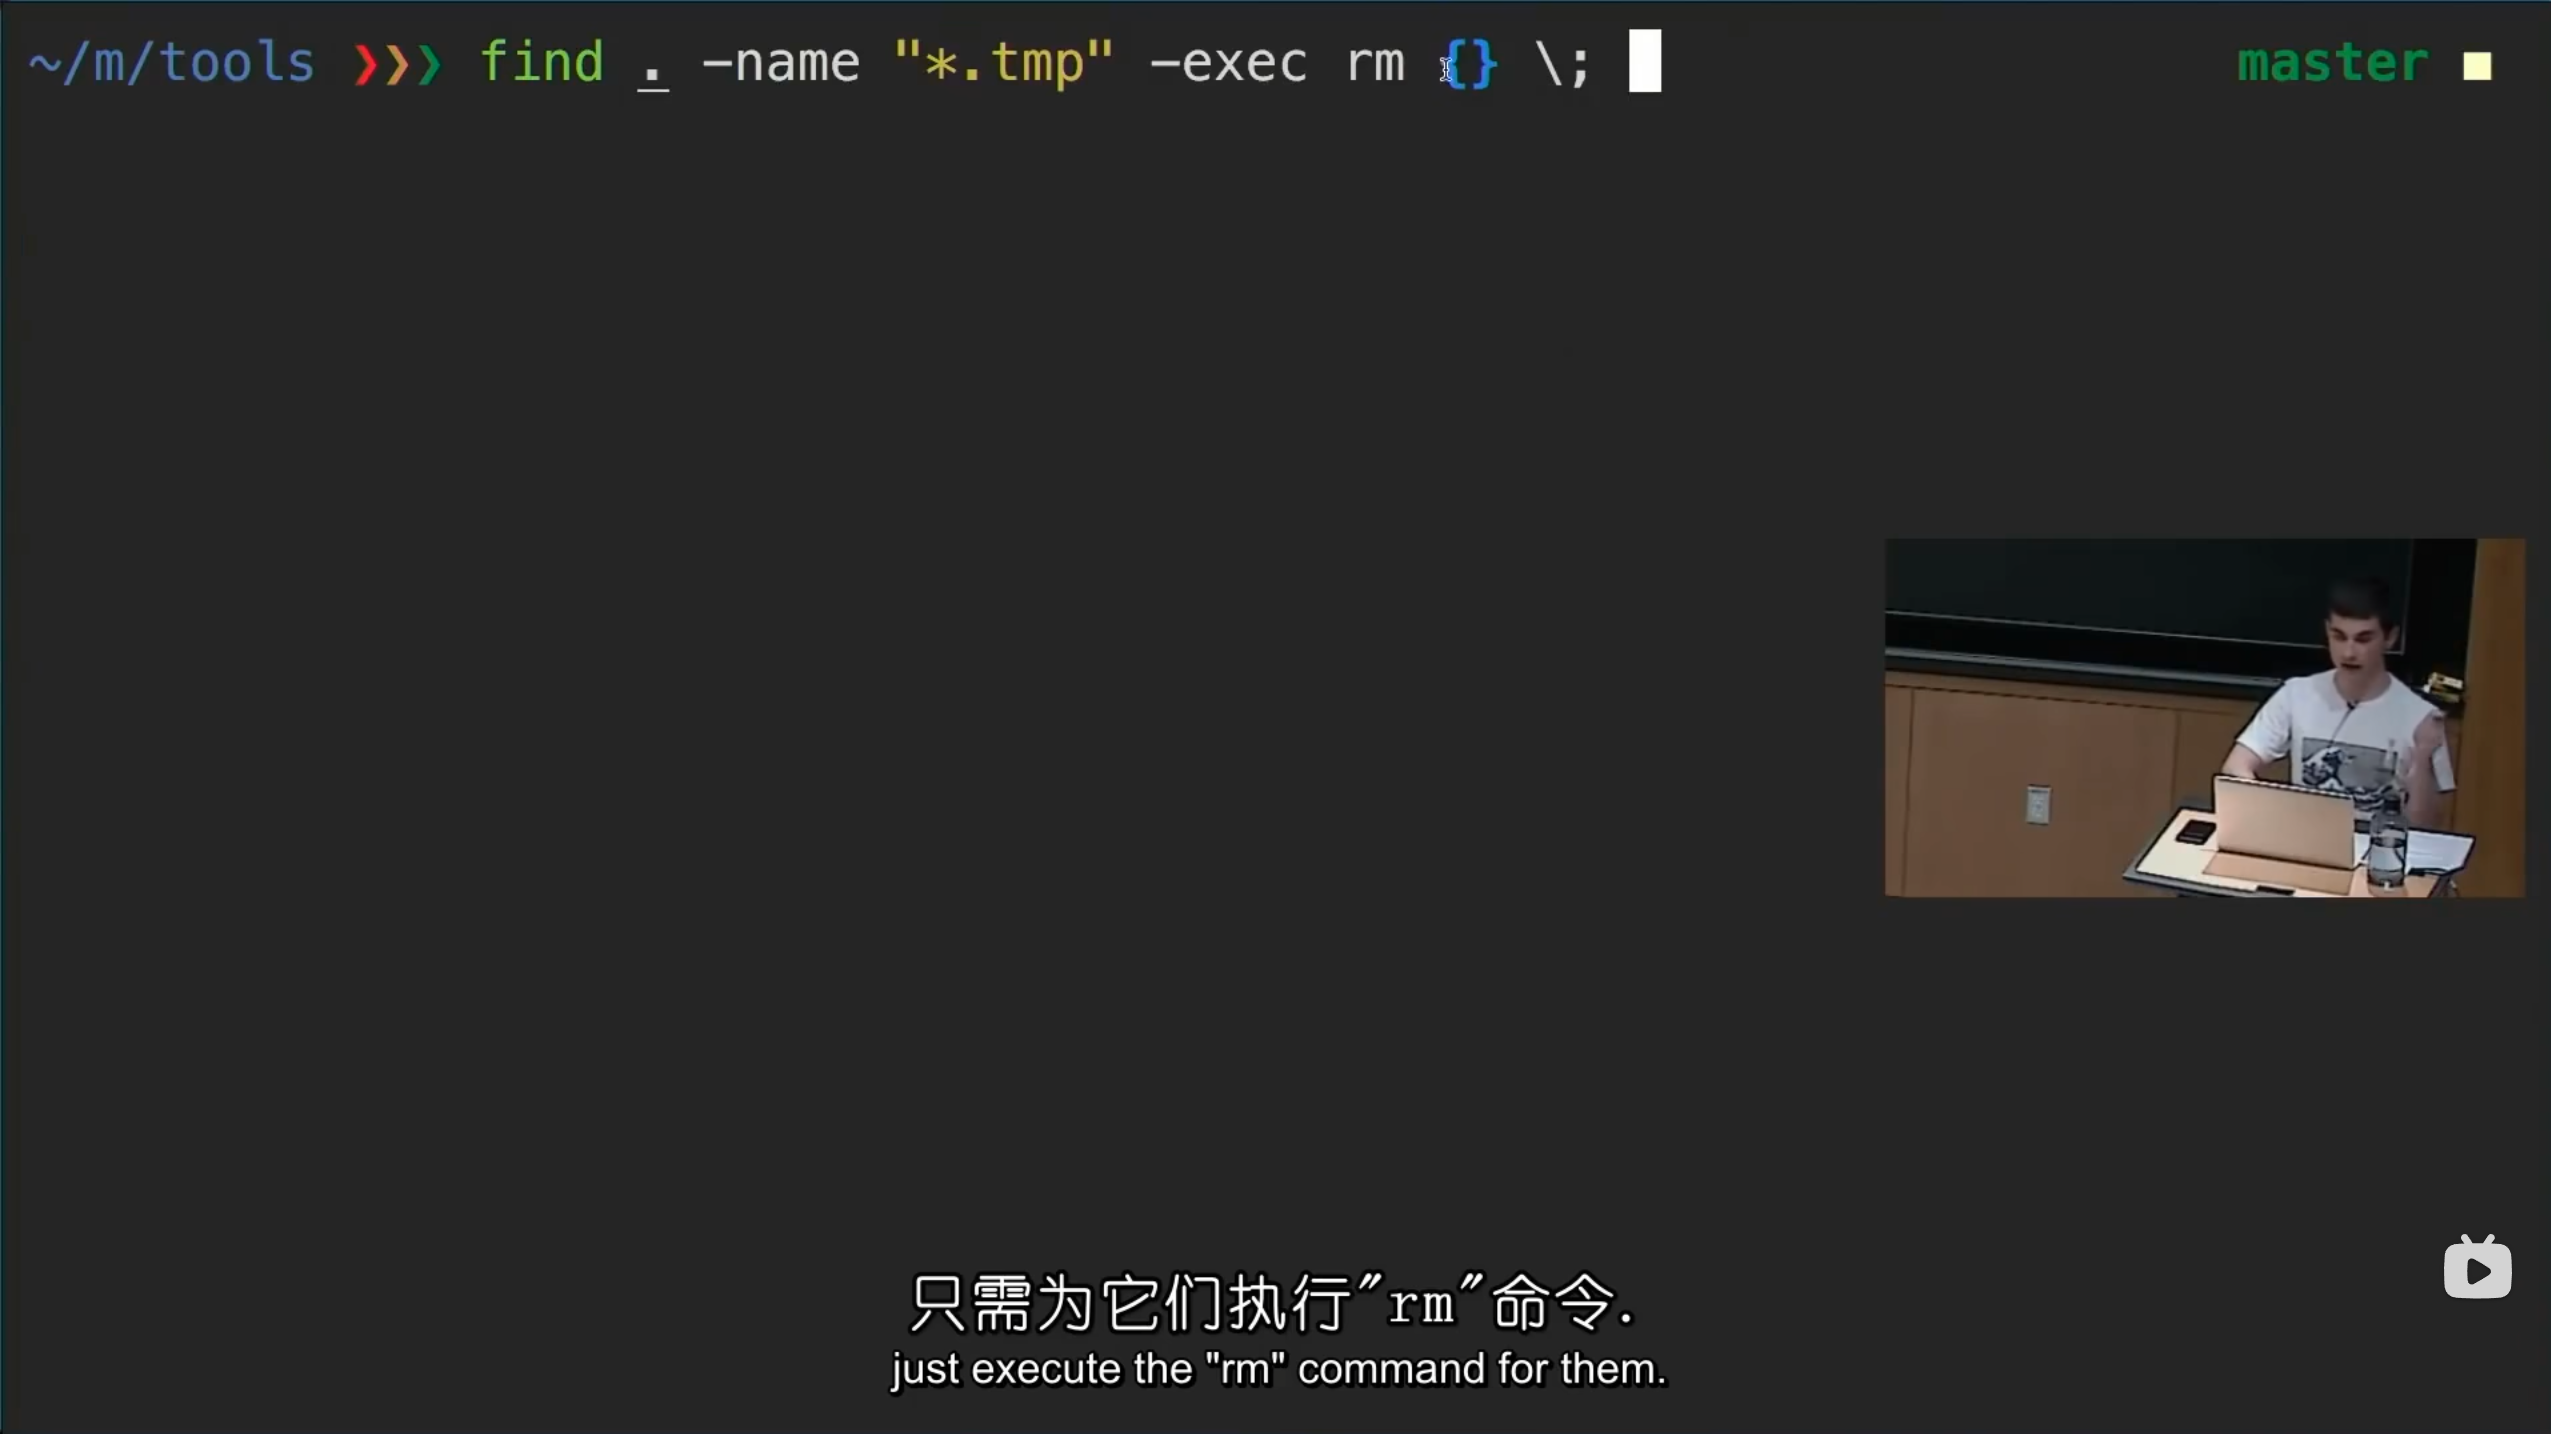 ~/m/tools ❯❯❯ find . -name "*.tmp" -exec rm {} \; master
只需为它们执行"rm"命令.
just execute the "rm" command for them.